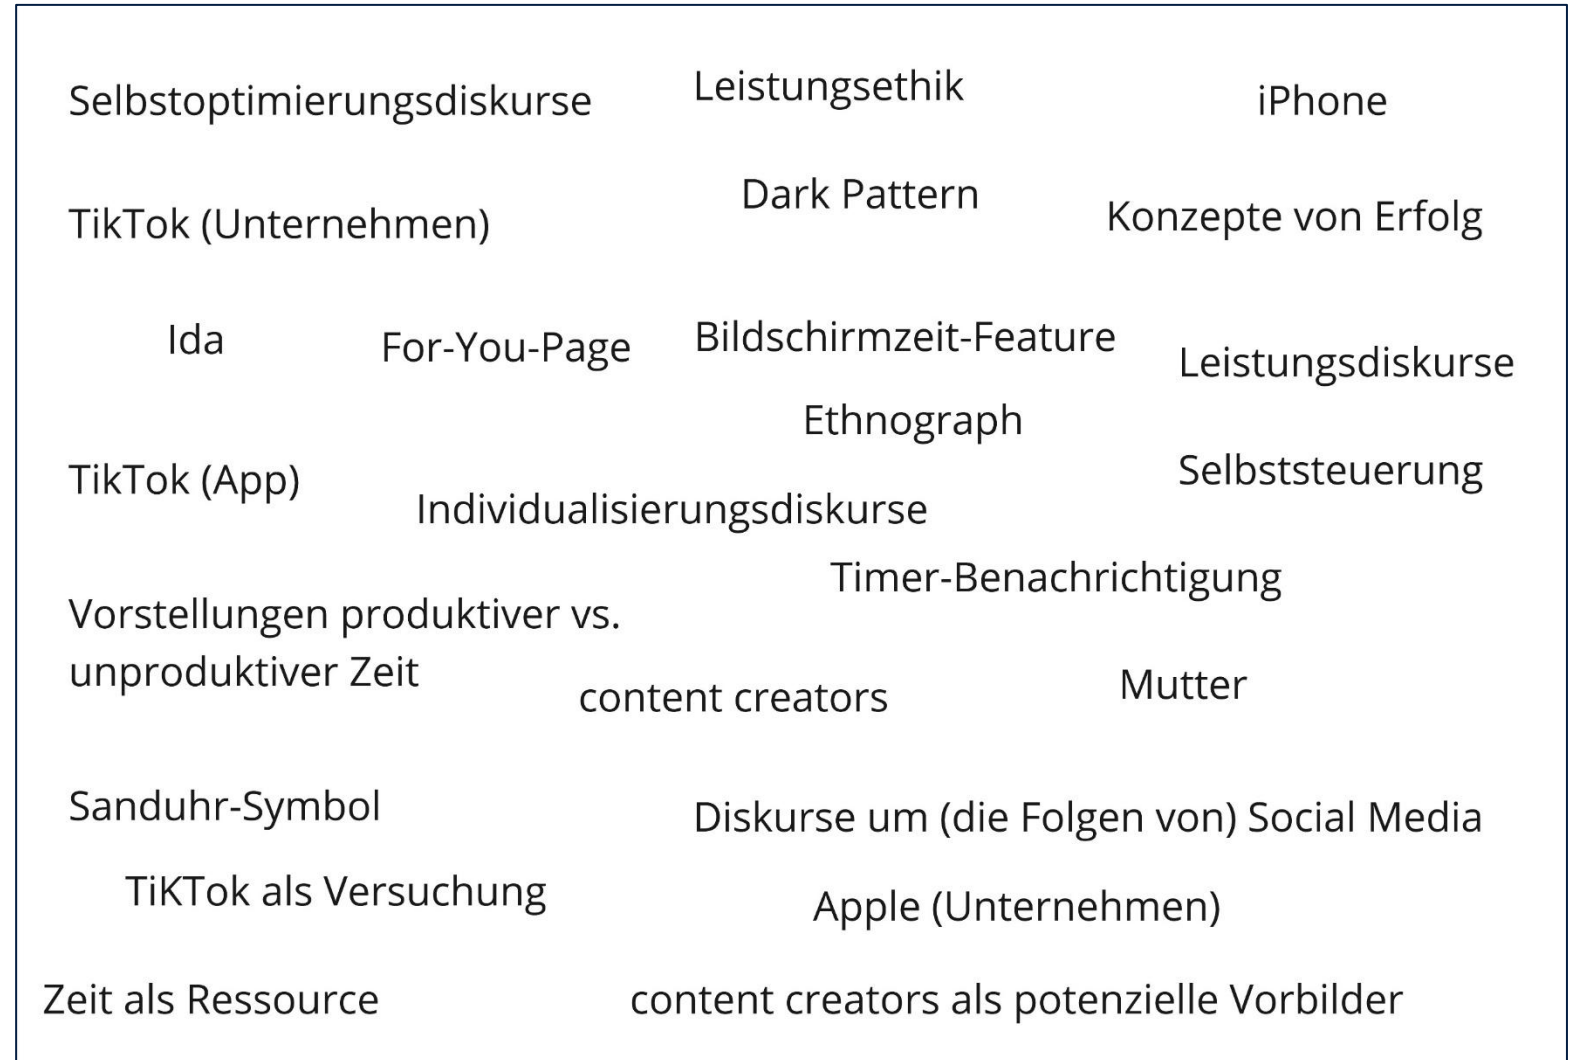 Selbstoptimierungsdiskurse
Leistungsethik
iPhone
TikTok (Unternehmen)
Dark Pattern
Konzepte von Erfolg
Ida
For-You-Page
Bildschirmzeit-Feature
Leistungsdiskurse
Ethnograph
TikTok (App)
Selbststeuerung
Individualisierungsdiskurse
Timer-Benachrichtigung
Vorstellungen produktiver vs.
unproduktiver Zeit
content creators
Mutter
Sanduhr-Symbol
Diskurse um (die Folgen von) Social Media
TiKTok als Versuchung
Apple (Unternehmen)
Zeit als Ressource
content creators als potenzielle Vorbilder